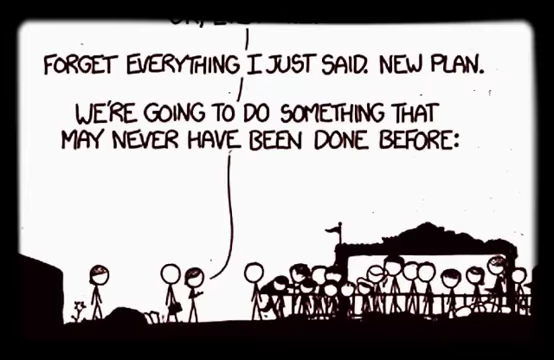 FORGET EVERYTHING I JUST SAID. NEW PLAN.
WE'RE GOING TO DO SOMETHING THAT
MAY NEVER HAVE BEEN DONE BEFORE: